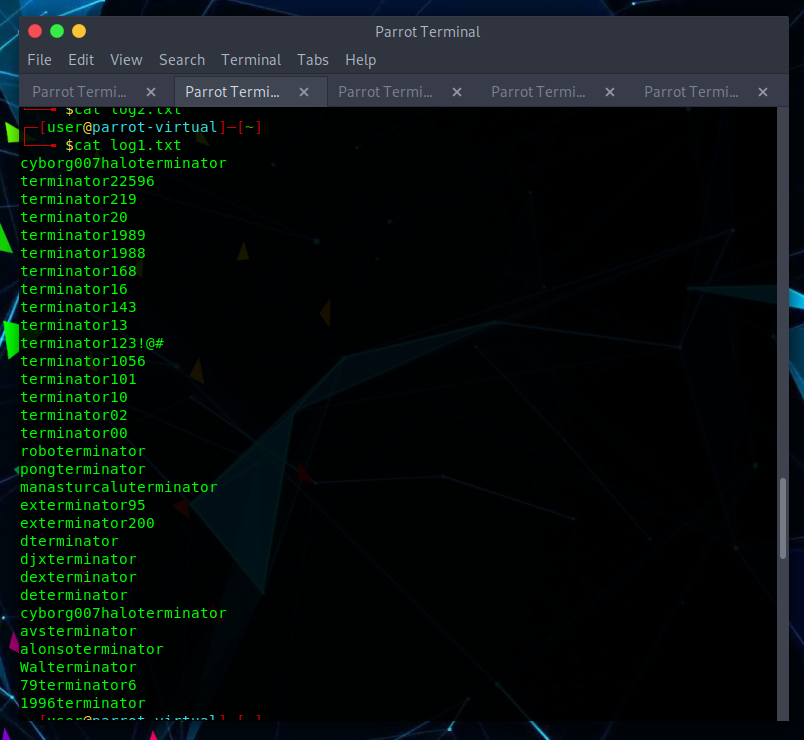 Parrot Terminal
File Edit View Search Terminal Tabs Help
Parrot Termi... × Parrot Termi... × Parrot Termi... × Parrot Termi... × Parrot Termi... ×
$cat log2.txt
[user@parrot-virtual]─[~]
$cat log1.txt
cyborg007haloterminator
terminator22596
terminator219
terminator20
terminator1989
terminator1988
terminator168
terminator16
terminator143
terminator13
terminator123!@#
terminator1056
terminator101
terminator10
terminator02
terminator00
roboterminator
pongterminator
manasturcaluterminator
exterminator95
exterminator200
dterminator
djxterminator
dexterminator
determinator
cyborg007haloterminator
avsterminator
alonsoterminator
Walterminator
79terminator6
1996terminator
[user@parrot-virtual]─[~]